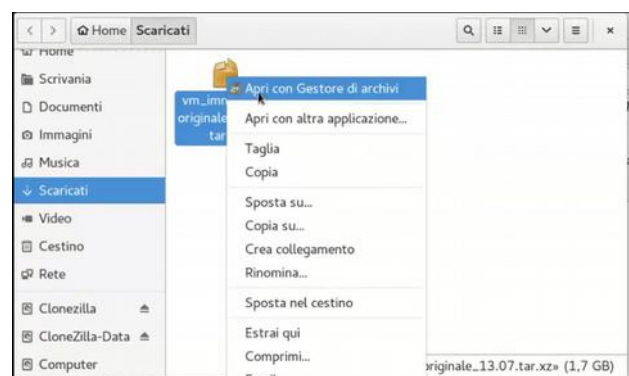 Home Scaricati
Home
Scrivania
Documenti
Immagini
Musica
Scaricati
Video
Cestino
Rete
Clonezilla
CloneZilla-Data
Computer
originale
tar
Apri con Gestore di archivi
Apri con altra applicazione...
Taglia
Copia
Sposta su...
Copia su...
Crea collegamento
Rinomina...
Sposta nel cestino
Estrai qui
Comprimi...
originale_13.07.tar.xz» (1,7 GB)